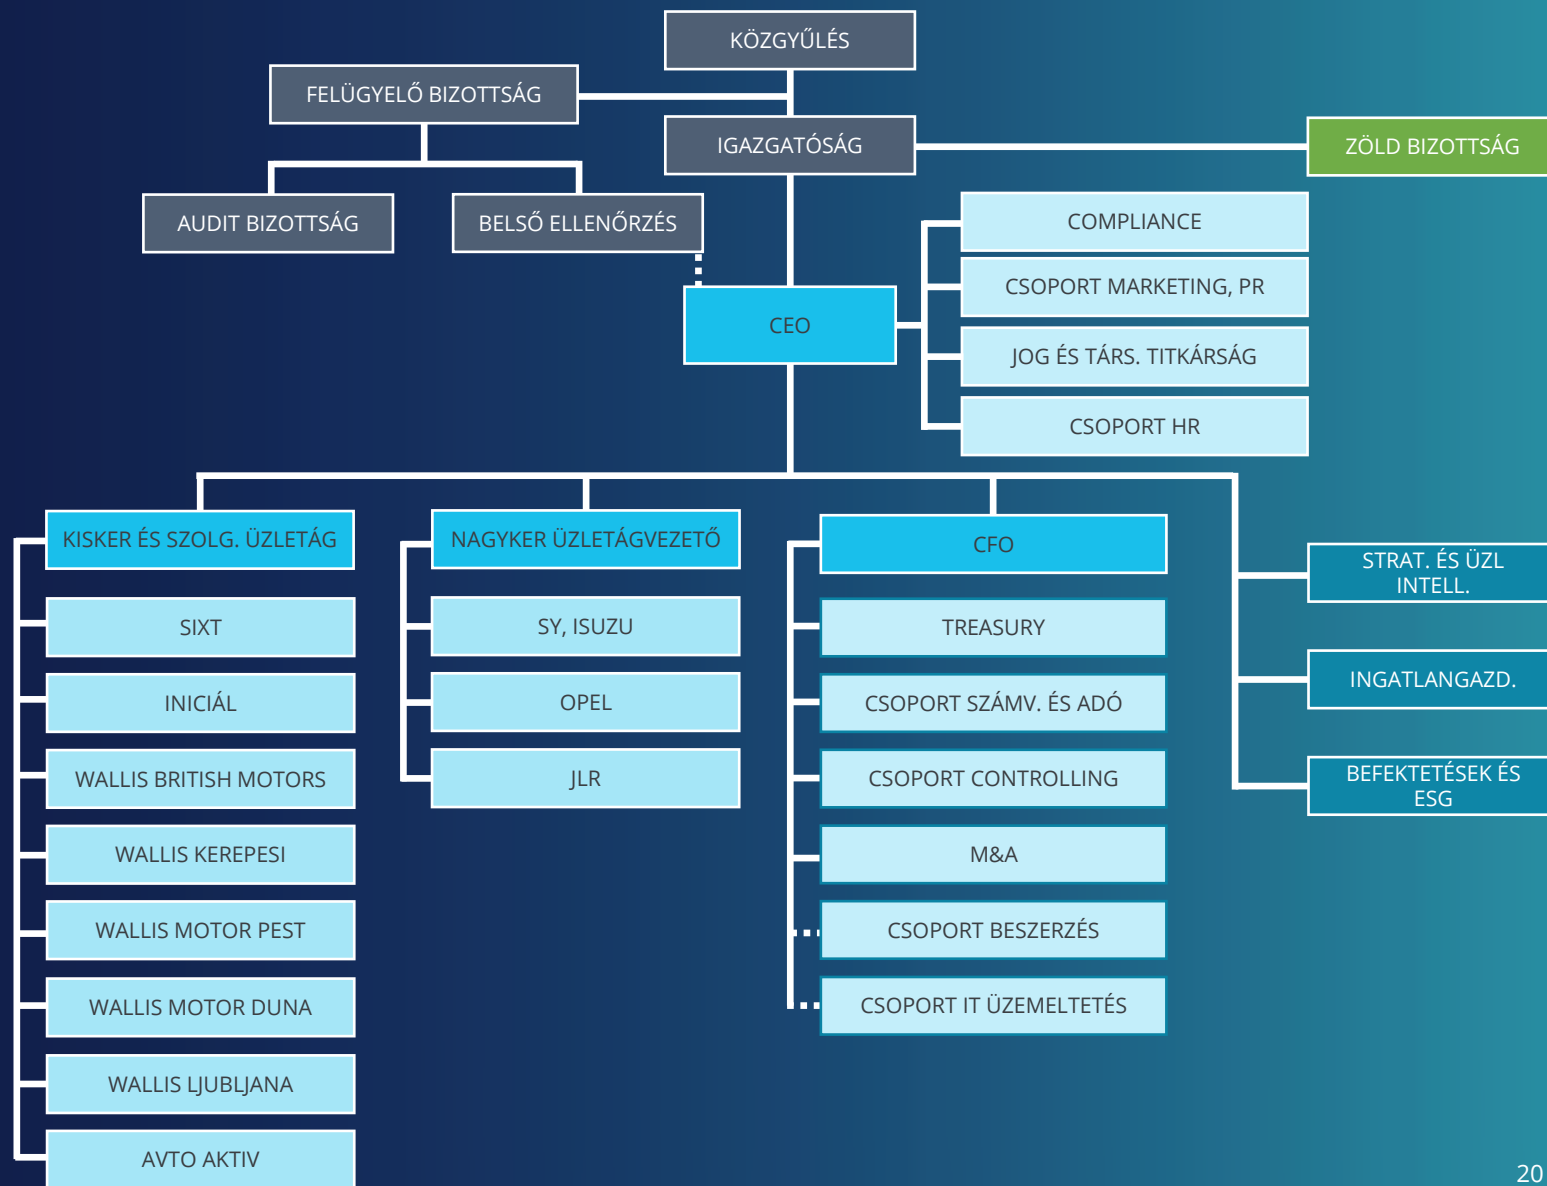 KÖZGYŰLÉS
FELÜGYELŐ BIZOTTSÁG
IGAZGATÓSÁG
ZÖLD BIZOTTSÁG
AUDIT BIZOTTSÁG
BELSŐ ELLENŐRZÉS
COMPLIANCE
CSOPORT MARKETING, PR
CEO
JOG ÉS TÁRS. TITKÁRSÁG
CSOPORT HR
KISKER ÉS SZOLG. ÜZLETÁG
SIXT
INICIÁL
WALLIS BRITISH MOTORS
WALLIS KEREPESI
WALLIS MOTOR PEST
WALLIS MOTOR DUNA
WALLIS LJUBLJANA
AVTO AKTIV
NAGYKER ÜZLETÁGVEZETŐ
SY, ISUZU
OPEL
JLR
CFO
TREASURY
CSOPORT SZÁMV. ÉS ADÓ
CSOPORT CONTROLLING
M&A
CSOPORT BESZERZÉS
CSOPORT IT ÜZEMELTETÉS
STRAT. ÉS ÜZL
INTELL.
INGATLANGAZD.
BEFEKTETÉSEK ÉS
ESG
20